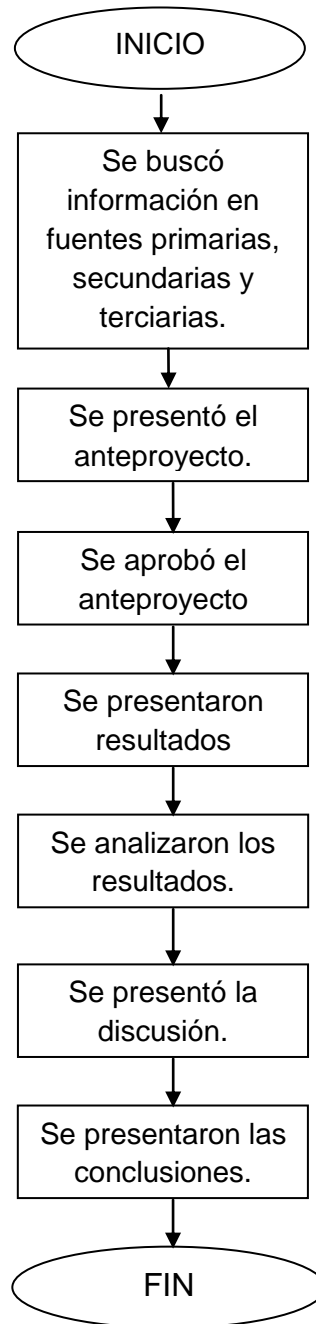 INICIO
Se buscó
información en
fuentes primarias,
secundarias y
terciarias.
Se presentó el
anteproyecto.
Se aprobó el
anteproyecto
Se presentaron
resultados
Se analizaron los
resultados.
Se presentó la
discusión.
Se presentaron las
conclusiones.
FIN